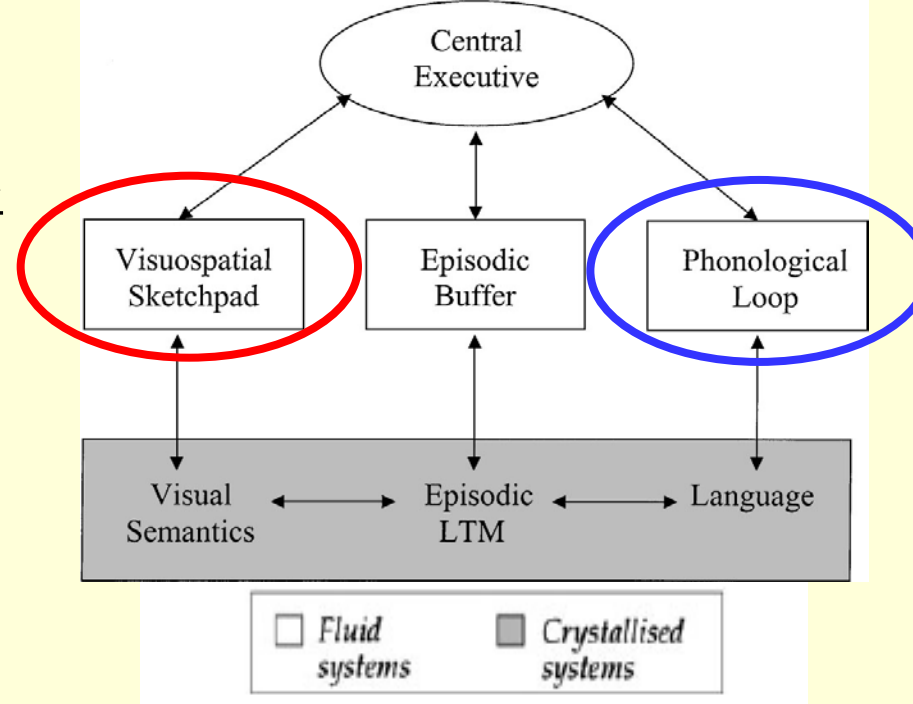 Central
Executive
Visuospatial
Sketchpad
Episodic
Buffer
Phonological
Loop
Visual
Semantics
Episodic
LTM
Language
Fluid
systems
Crystallised
systems